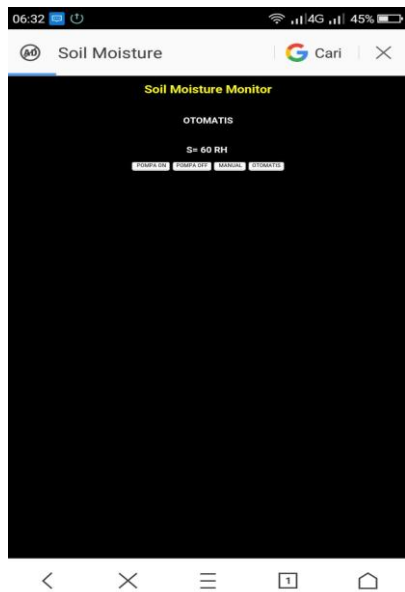 06:32 4G 45%
AD Soil Moisture G Cari
Soil Moisture Monitor
OTOMATIS
S= 60 RH
POMPA ON POMPA OFF MANUAL OTOMATIS
1